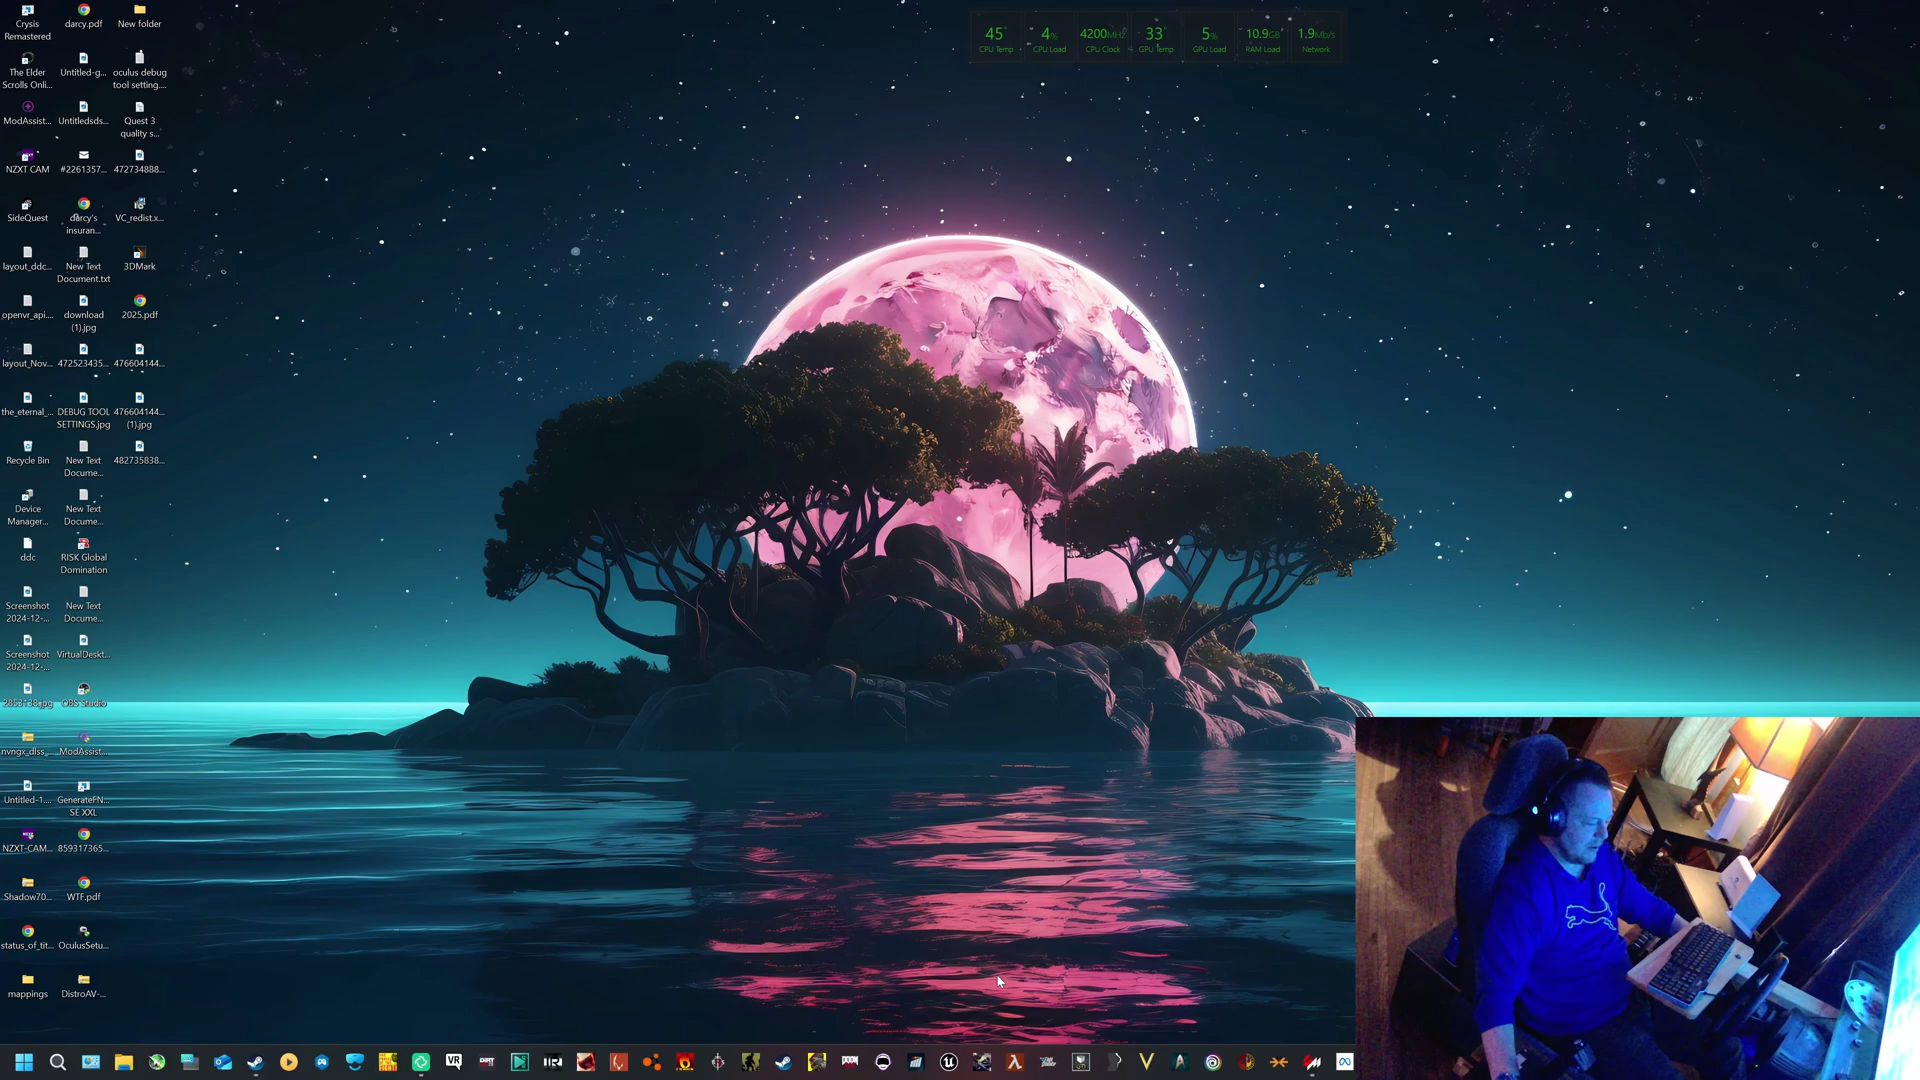 Crysis
Remastered
darcy.pdf
New folder
The Elder
Scrolls Onli...
Untitled-g...
oculus debug
tool setting....
ModAssist...
Untitledsds...
Quest 3
quality s...
NZXT CAM
#2261357...
472734888...
SideQuest
darcy's
insuran...
VC_redist.x...
layout_ddc...
New Text
Document.txt
3DMark
openvr_api....
download
(1).jpg
2025.pdf
layout_Nov...
472523435...
476604144...
the_eternal_...
DEBUG TOOL
SETTINGS.jpg
476604144...
(1).jpg
Recycle Bin
New Text
Docume...
482735838...
Device
Manager...
New Text
Docume...
ddc
RISK Global
Domination
Screenshot
2024-12-...
New Text
Docume...
Screenshot
2024-12-...
VirtualDeskt...
2853138.jpg
OBS Studio
nvngx_dlss_...
ModAssist...
Untitled-1....
GenerateFN...
SE XXL
NZXT-CAM...
859317365...
Shadow70...
WTF.pdf
status_of_tit...
OculusSetu...
mappings
DistroAV-...
45° 4% 4200MHz 33° 5% 10.9GB 1.9Mb/s
CPU Temp CPU Load CPU Clock GPU Temp GPU Load RAM Load Network
VR
DOOM